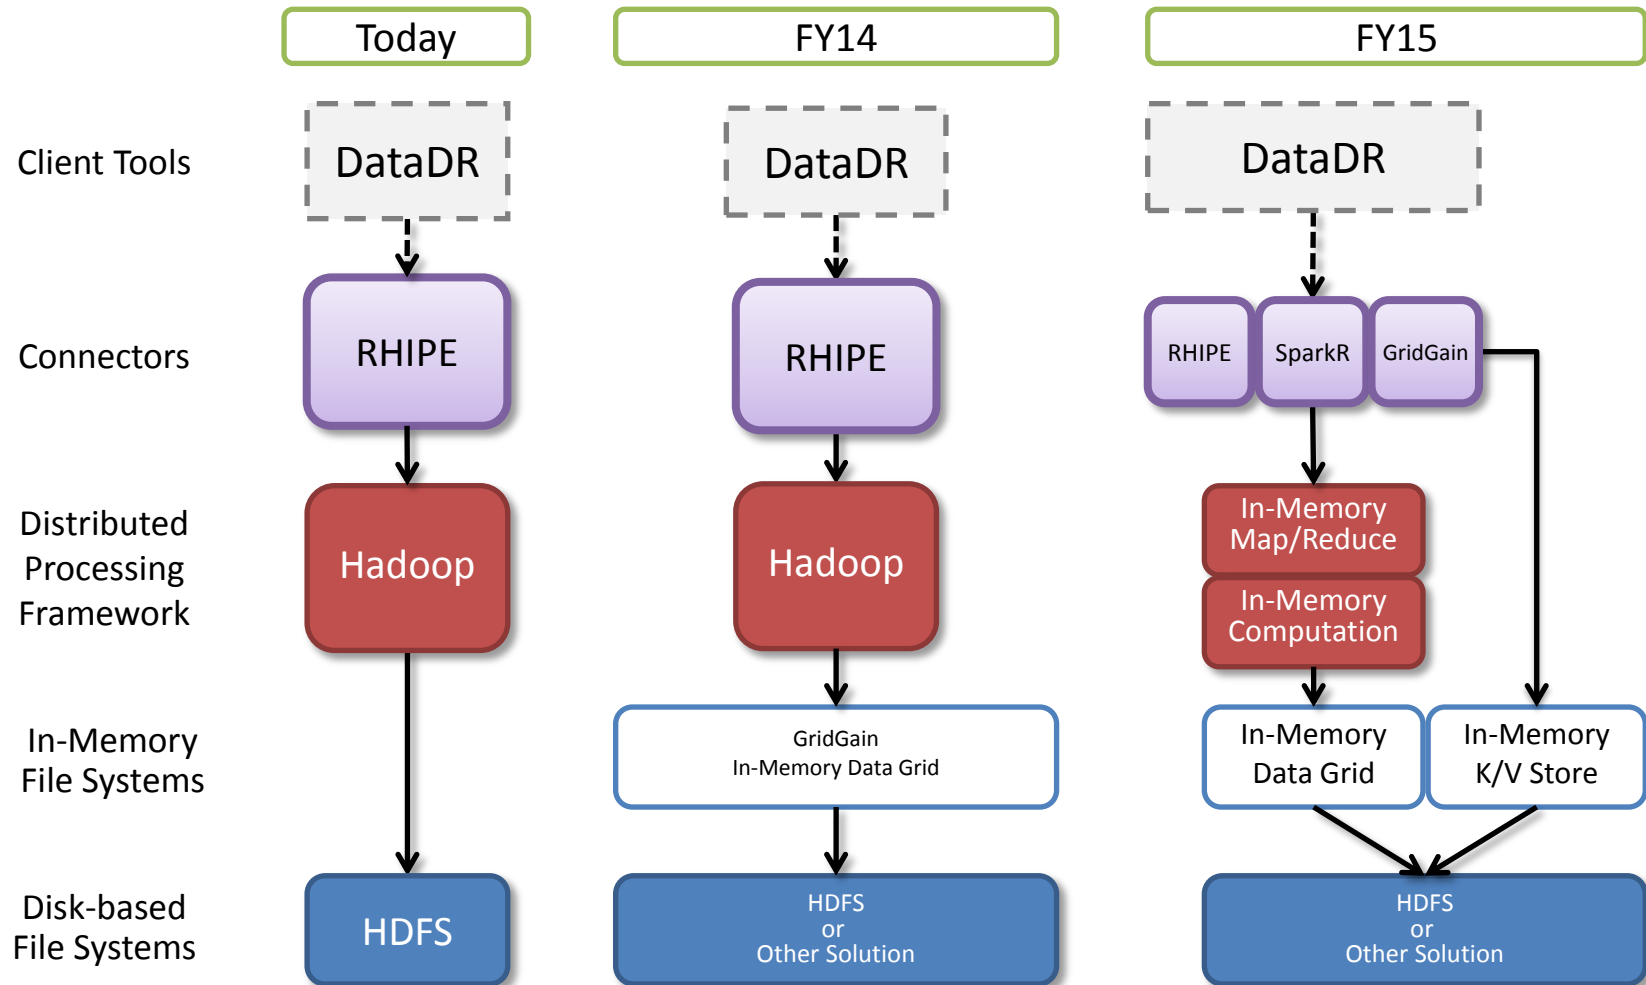 Today
FY14
FY15
Client Tools
DataDR
DataDR
DataDR
Connectors
RHIPE
RHIPE
RHIPE
SparkR
GridGain
Distributed
Processing
Framework
Hadoop
Hadoop
In-Memory
Map/Reduce
In-Memory
Computation
In-Memory
File Systems
GridGain
In-Memory Data Grid
In-Memory
Data Grid
In-Memory
K/V Store
Disk-based
File Systems
HDFS
HDFS
or
Other Solution
HDFS
or
Other Solution